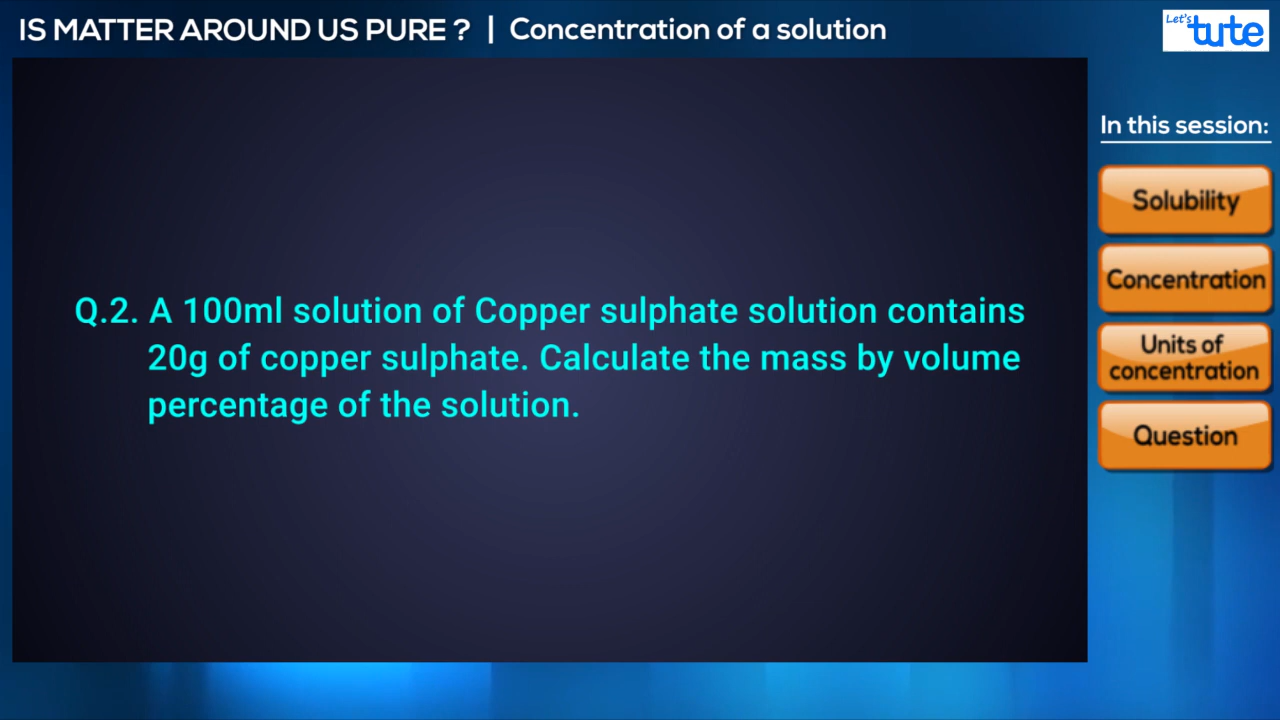 IS MATTER AROUND US PURE ? | Concentration of a solution
Let's
tute
In this session:
Solubility
Concentration
Units of
concentration
Question
Q.2. A 100ml solution of Copper sulphate solution contains
20g of copper sulphate. Calculate the mass by volume
percentage of the solution.